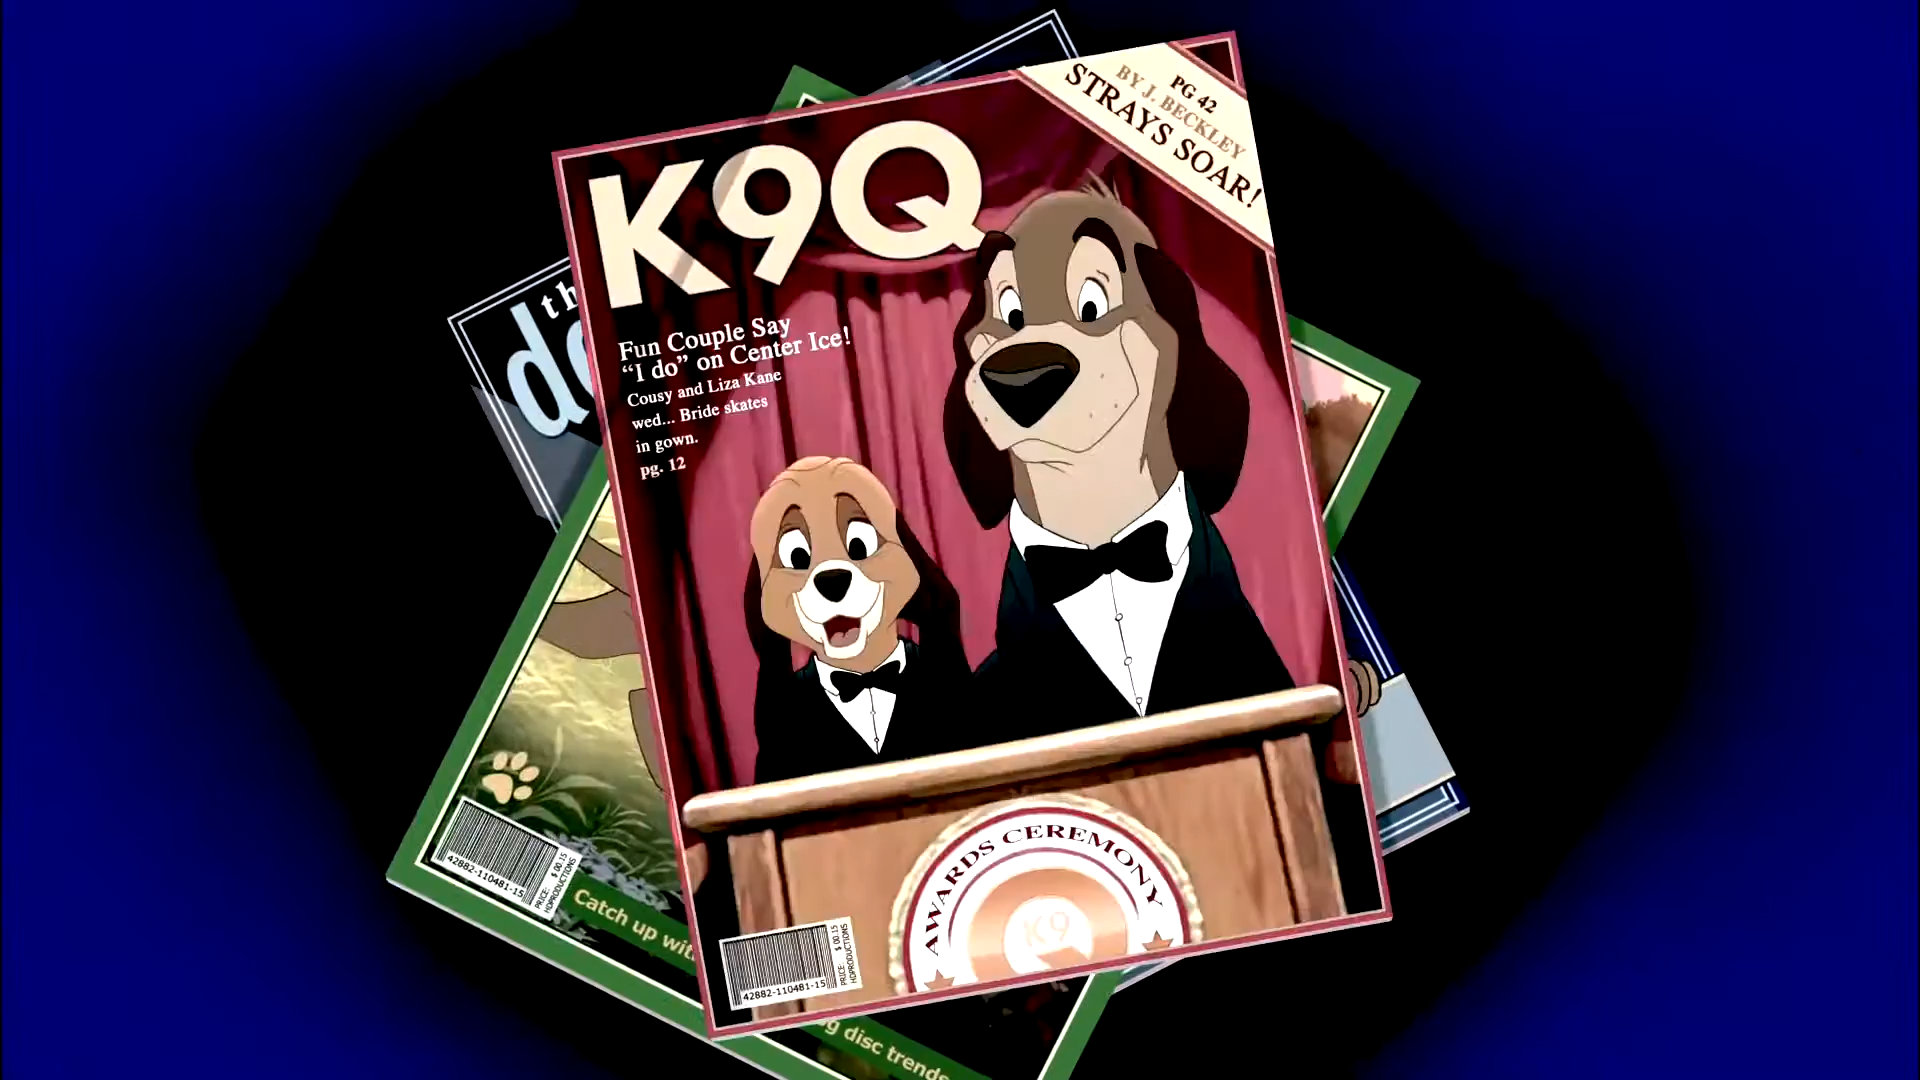 K9Q
PG 42
BY J. BECKLEY
STRAYS SOAR!
Fun Couple Say
“I do” on Center Ice!
Cousy and Liza Kane
wed... Bride skates
in gown.
pg. 12
th
do
AWARDS CEREMONY
K9
42882-110481-15
PRICE: $ 00.15
HDPRODUCTIONS
42882-110481-15
PRICE: $ 00.15
HDPRODUCTIONS
Catch up wit
g disc trends